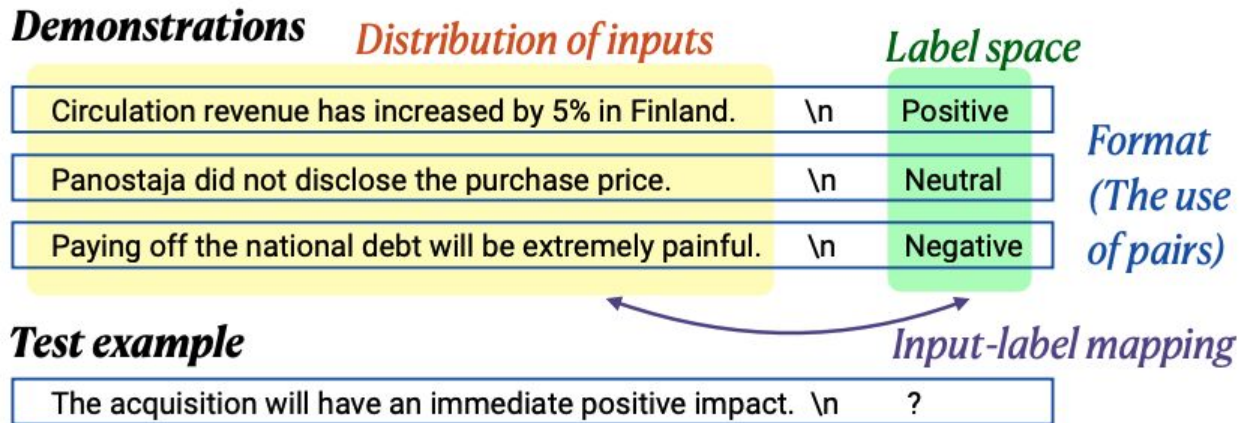 Demonstrations
Distribution of inputs
Label space
Circulation revenue has increased by 5% in Finland. \n Positive
Panostaja did not disclose the purchase price. \n Neutral
Paying off the national debt will be extremely painful. \n Negative
Format
(The use
of pairs)
Test example
Input-label mapping
The acquisition will have an immediate positive impact. \n ?